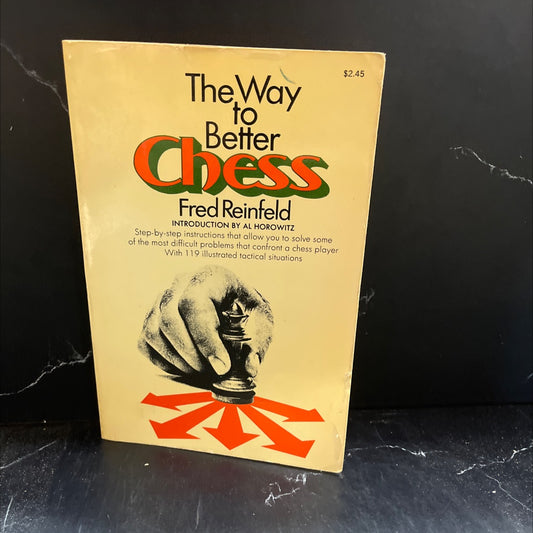 $2.45
The Way
to
Better
Chess
Fred Reinfeld
INTRODUCTION BY AL HOROWITZ
Step-by-step instructions that allow you to solve some
of the most difficult problems that confront a chess player
With 119 illustrated tactical situations